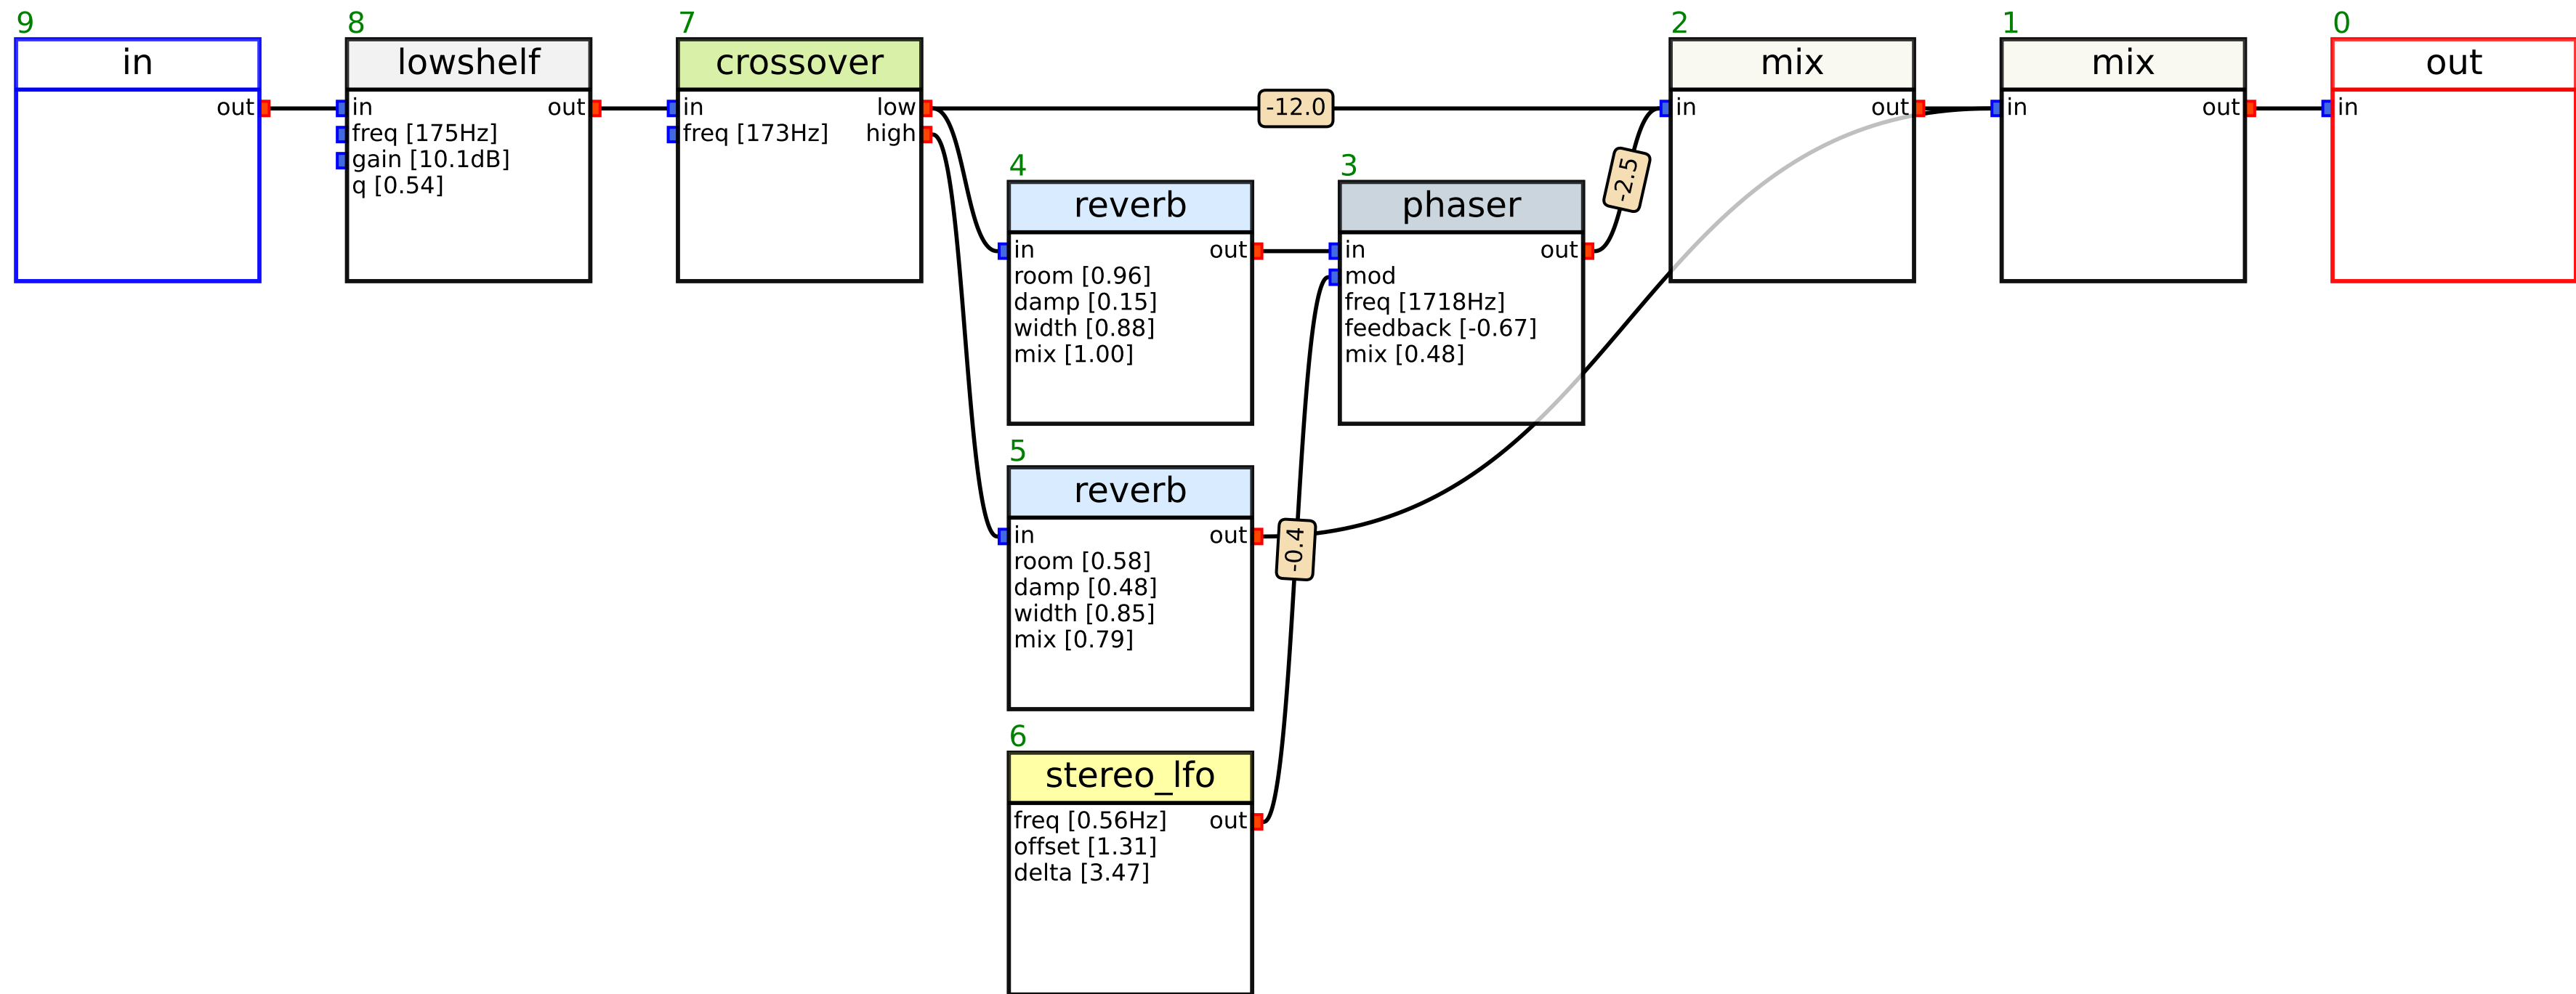 9
in
out
8
lowshelf
in out
freq [175Hz]
gain [10.1dB]
q [0.54]
7
crossover
in low
freq [173Hz] high
-12.0
2
mix
in out
1
mix
in out
0
out
in
4
reverb
in out
room [0.96]
damp [0.15]
width [0.88]
mix [1.00]
3
phaser
in out
mod
freq [1718Hz]
feedback [-0.67]
mix [0.48]
-2.5
5
reverb
in out
room [0.58]
damp [0.48]
width [0.85]
mix [0.79]
-0.4
6
stereo_lfo
freq [0.56Hz] out
offset [1.31]
delta [3.47]